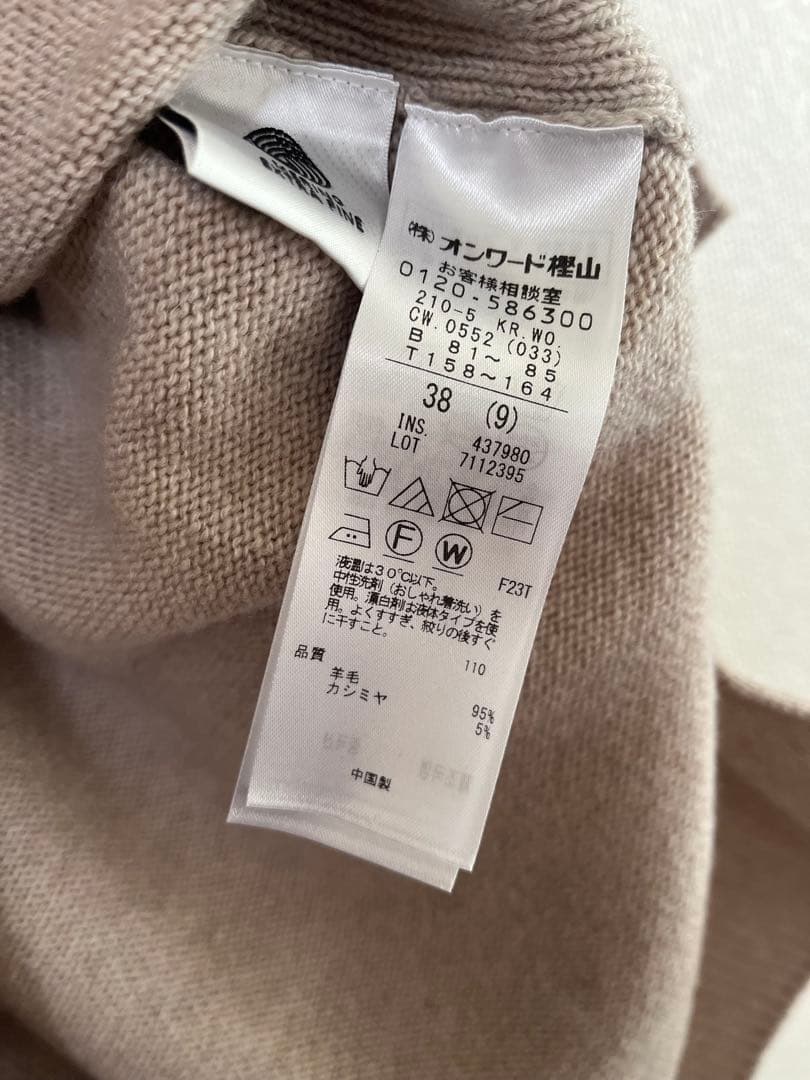 EXTRA FINE
(株)オンワード樫山
お客様相談室
0120-586300
210-5 KR.WO.
CW.0552 (033)
B 81~ 85
T158~164
38 (9)
INS. 437980
LOT 7112395
F W
F23T
液温は30℃以下。
中性洗剤(おしゃれ着洗い)を
使用。漂白剤は液体タイプを使
用。よくすすぎ、絞りの後すぐ
に干すこと。
品質 110
羊毛 95%
カシミヤ 5%
中国製